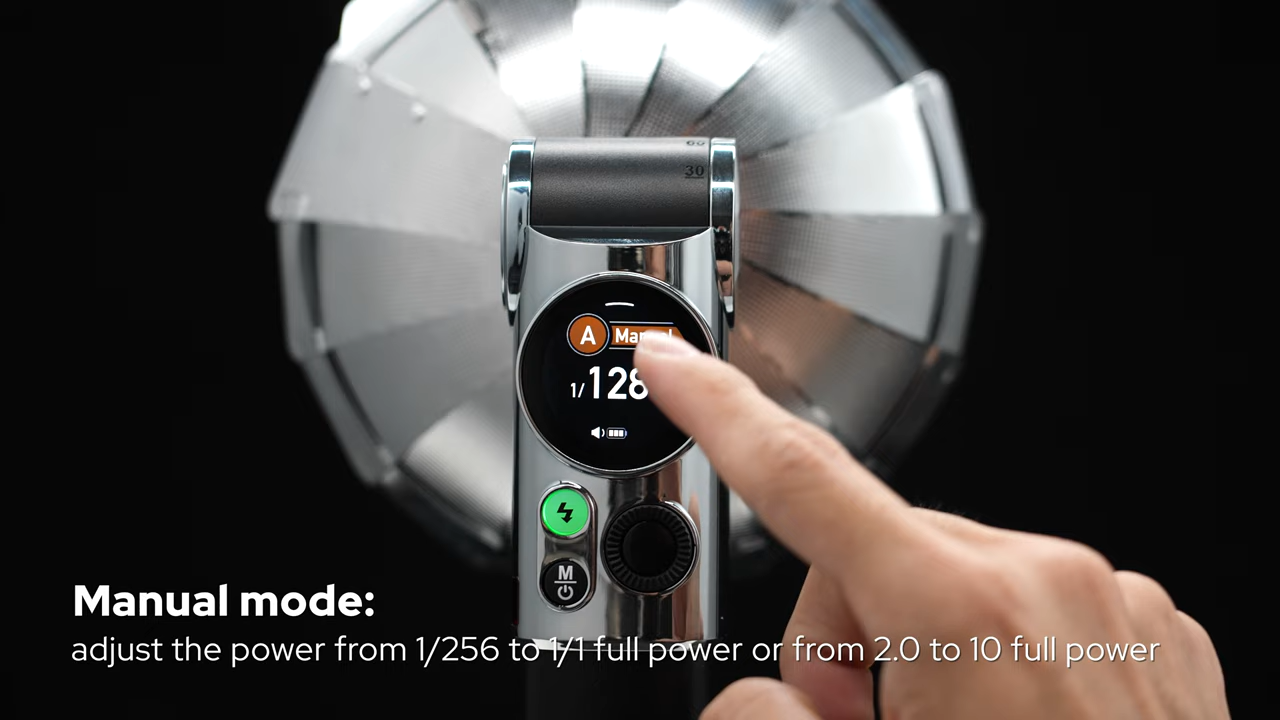 60
30
A Manual
1/128
M
Manual mode:
adjust the power from 1/256 to 1/1 full power or from 2.0 to 10 full power